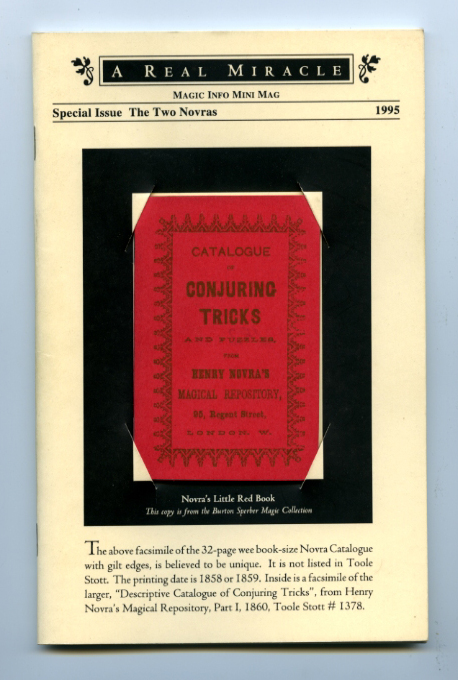 A REAL MIRACLE
MAGIC INFO MINI MAG
Special Issue The Two Novras 1995
CATALOGUE
OF
CONJURING
TRICKS
AND PUZZLES,
HENRY NOVRA'S
MAGICAL REPOSITORY,
95, Regent Street,
LONDON, W.
Novra's Little Red Book
This copy is from the Burton Sperber Magic Collection
The above facsimile of the 32-page wee book-size Novra Catalogue
with gilt edges, is believed to be unique. It is not listed in Toole
Stott. The printing date is 1858 or 1859. Inside is a facsimile of the
larger, "Descriptive Catalogue of Conjuring Tricks", from Henry
Novra's Magical Repository, Part I, 1860, Toole Stott # 1378.